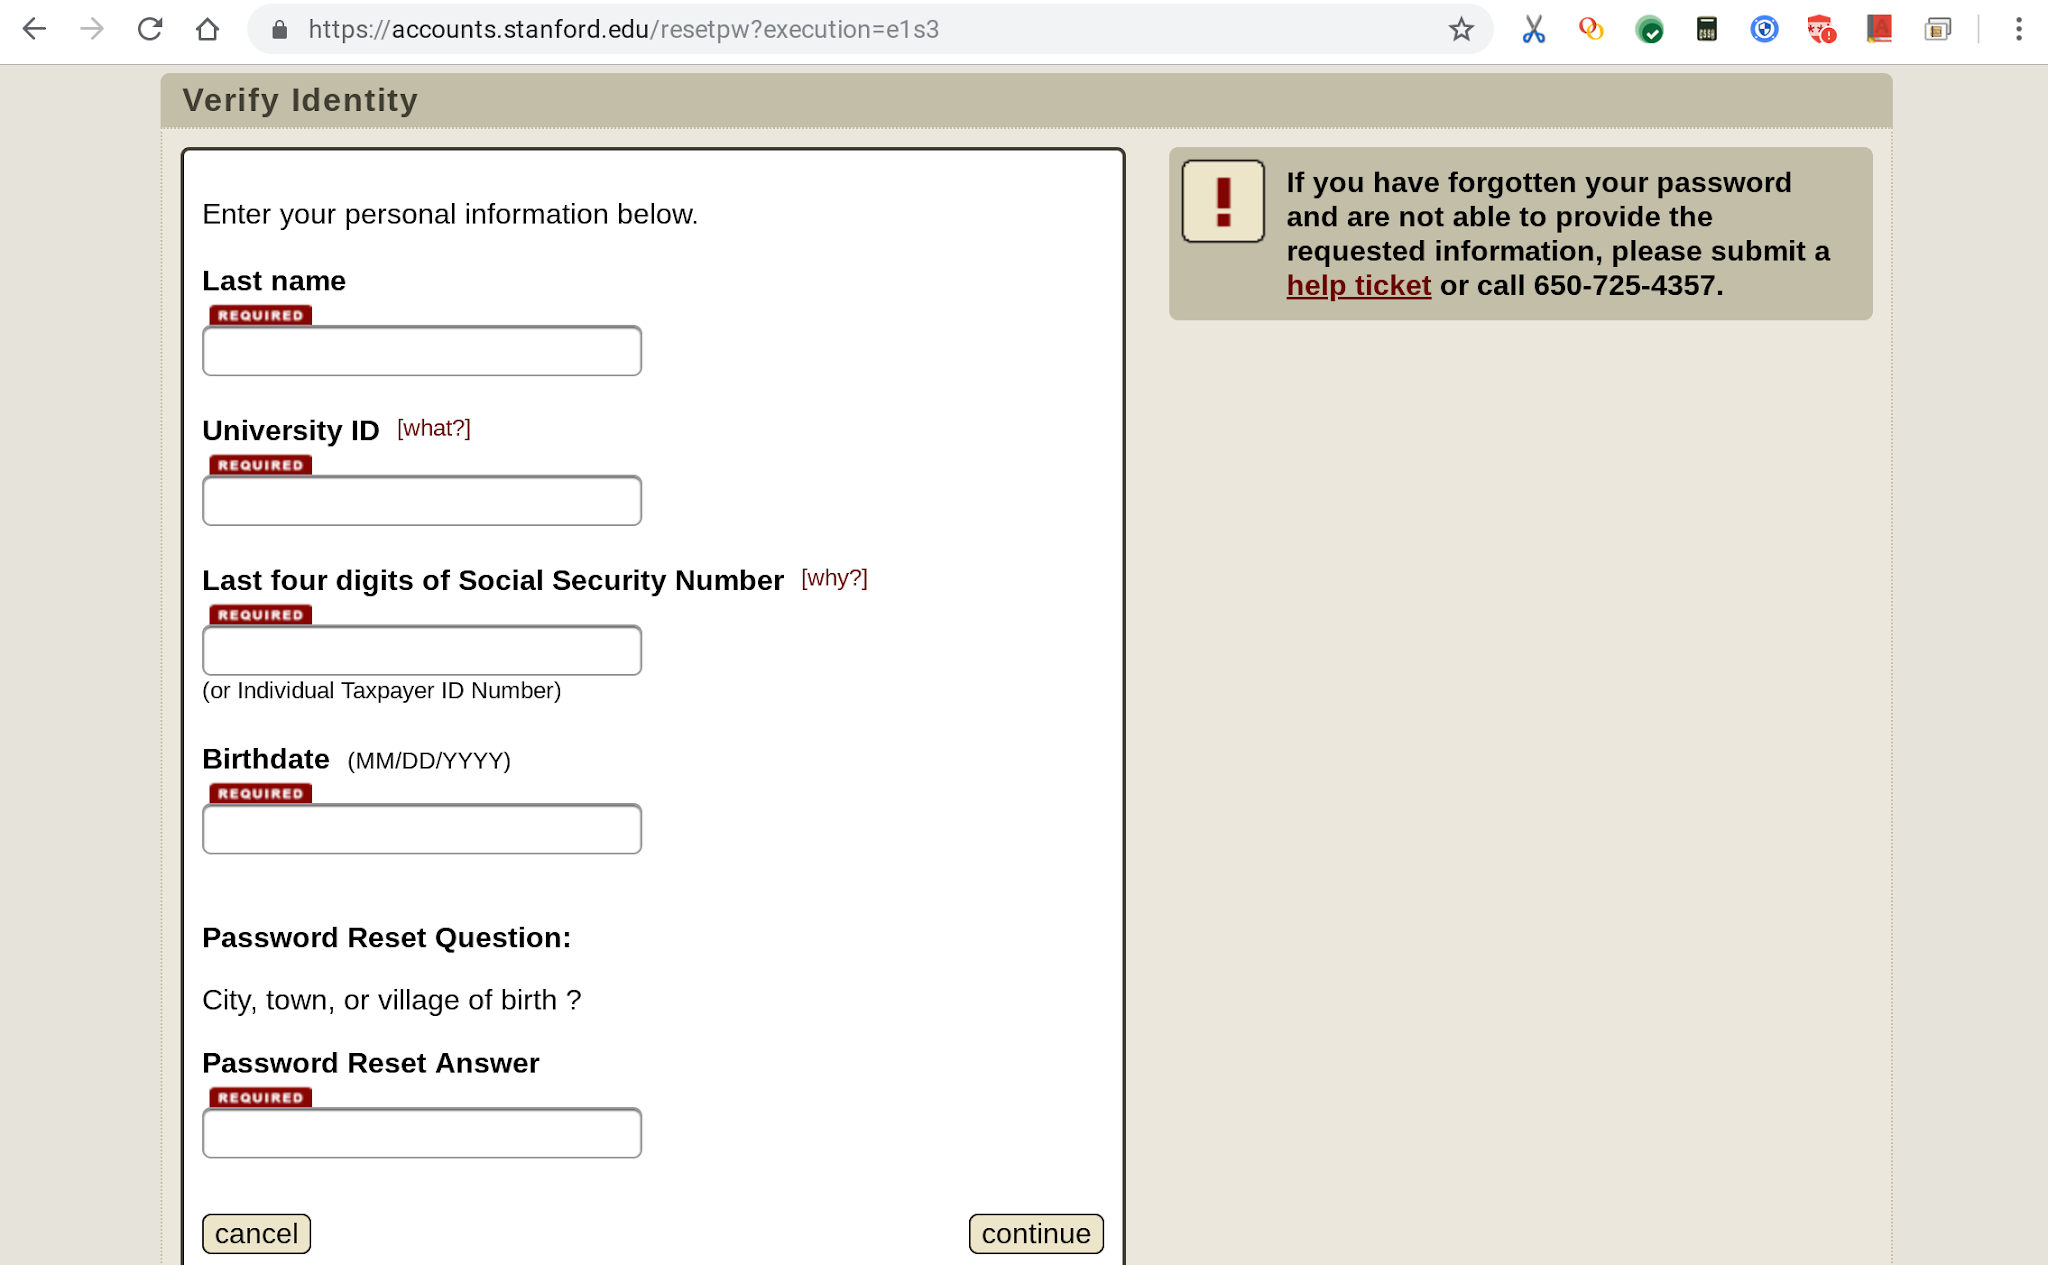 https://accounts.stanford.edu/resetpw?execution=e1s3
Verify Identity
Enter your personal information below.
Last name
REQUIRED
University ID [what?]
REQUIRED
Last four digits of Social Security Number [why?]
REQUIRED
(or Individual Taxpayer ID Number)
Birthdate (MM/DD/YYYY)
REQUIRED
Password Reset Question:
City, town, or village of birth ?
Password Reset Answer
REQUIRED
cancel
continue
!
If you have forgotten your password
and are not able to provide the
requested information, please submit a
help ticket or call 650-725-4357.